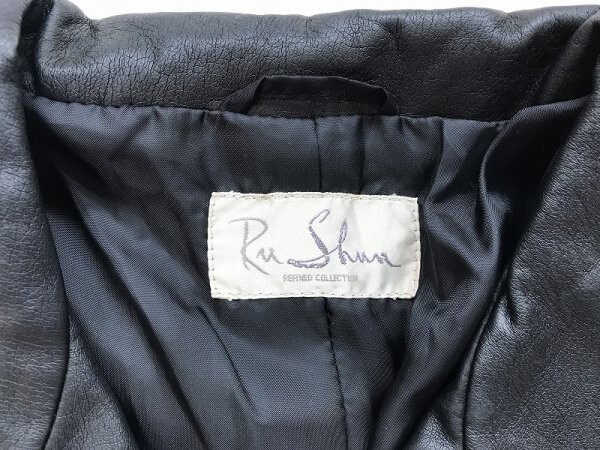 Ru Shun
REFINED COLLECTION